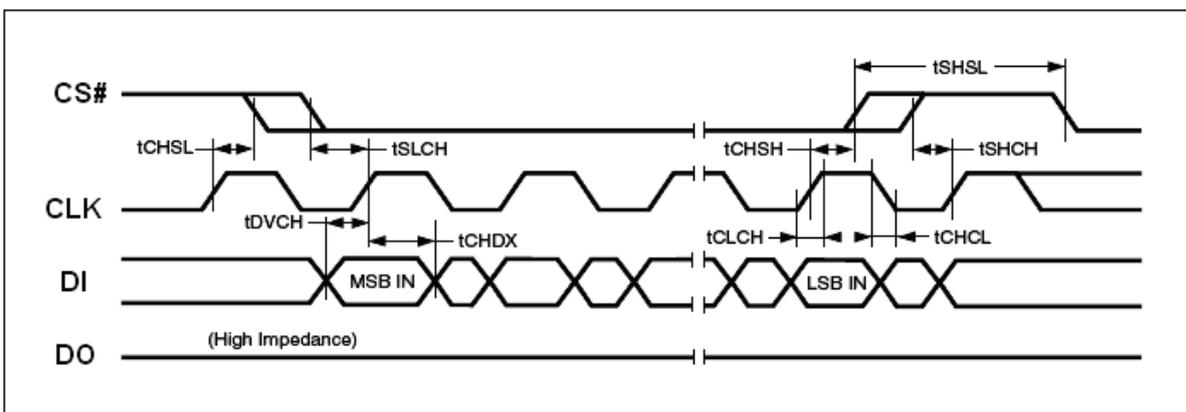 tSHSL
CS#
tCHSL
tSLCH
tCHSH
tSHCH
CLK
tDVCH
tCHDX
tCLCH
tCHCL
DI
MSB IN
LSB IN
(High Impedance)
DO